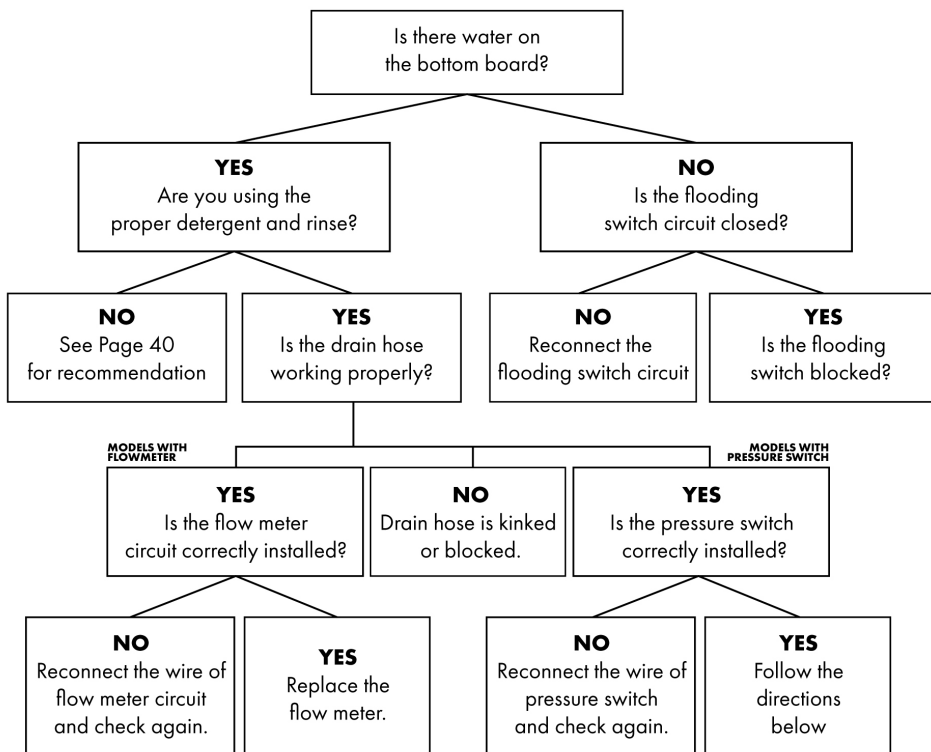 Is there water on
the bottom board?
YES
Are you using the
proper detergent and rinse?
NO
Is the flooding
switch circuit closed?
NO
See Page 40
for recommendation
YES
Is the drain hose
working properly?
NO
Reconnect the
flooding switch circuit
YES
Is the flooding
switch blocked?
MODELS WITH
FLOWMETER
MODELS WITH
PRESSURE SWITCH
YES
Is the flow meter
circuit correctly installed?
NO
Drain hose is kinked
or blocked.
YES
Is the pressure switch
correctly installed?
NO
Reconnect the wire of
flow meter circuit
and check again.
YES
Replace the
flow meter.
NO
Reconnect the wire of
pressure switch
and check again.
YES
Follow the
directions
below